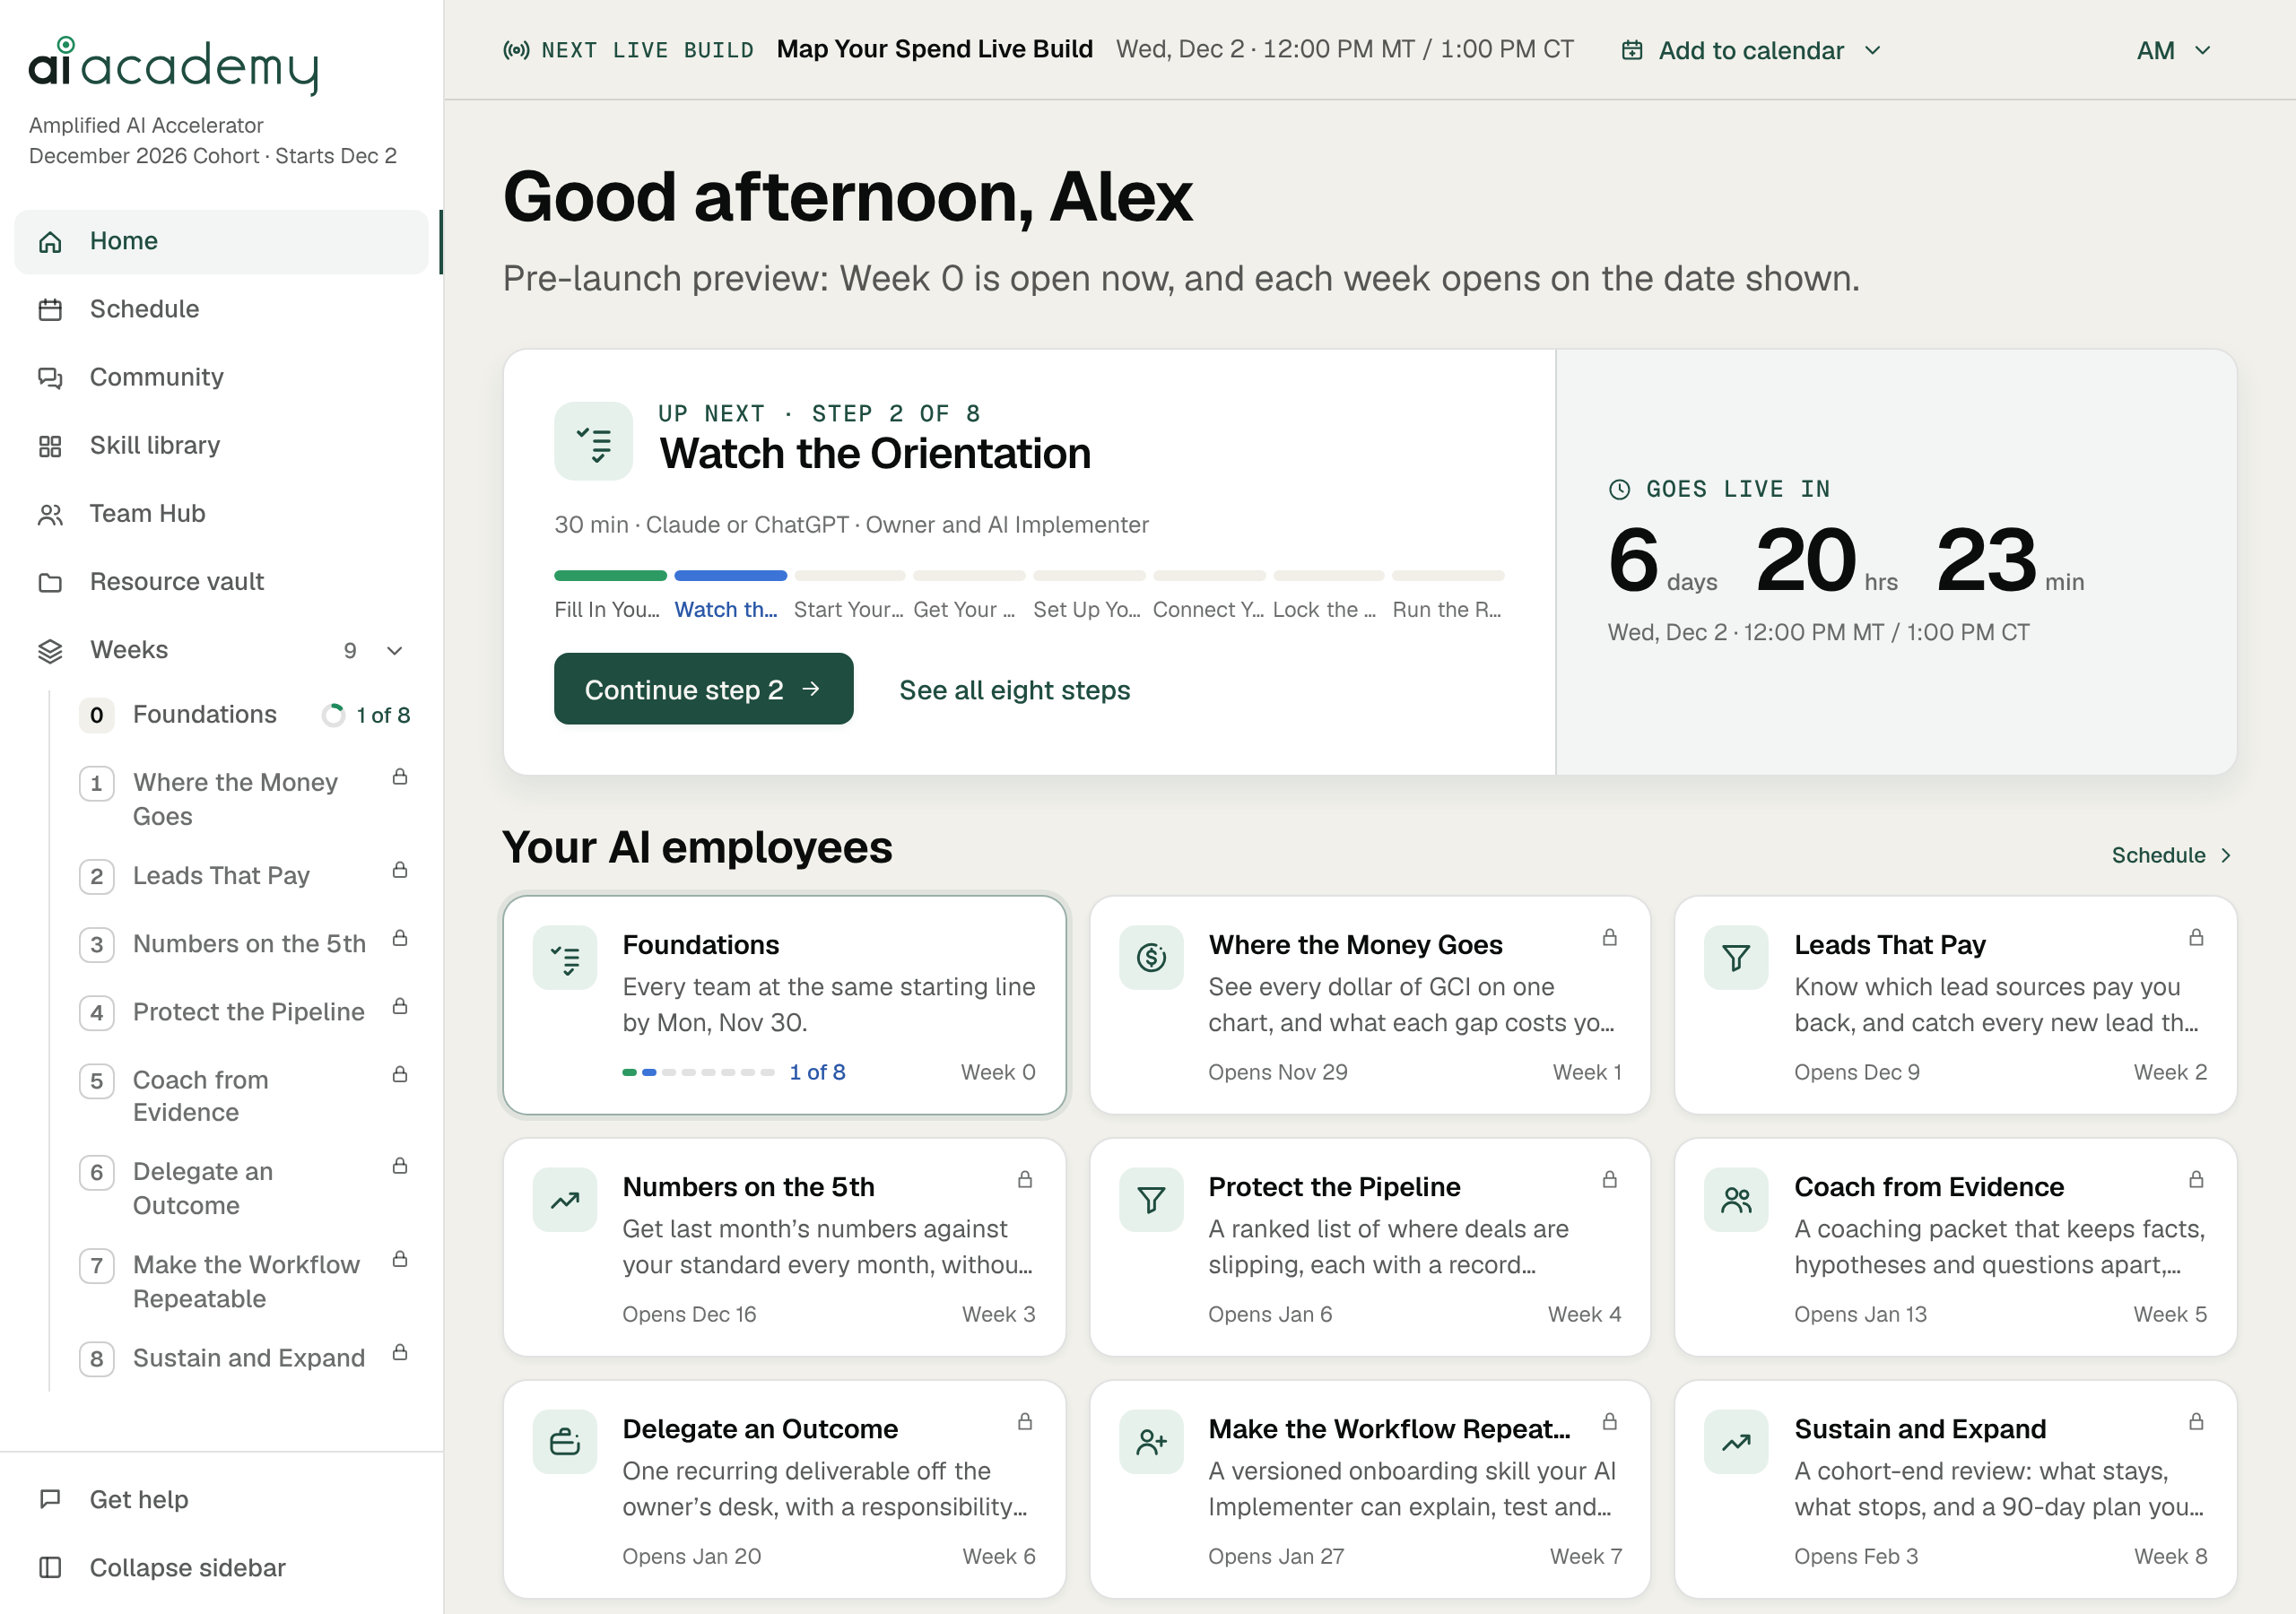 ai academy
Amplified AI Accelerator
December 2026 Cohort · Starts Dec 2
Home
Schedule
Community
Skill library
Team Hub
Resource vault
Weeks 9
0 Foundations 1 of 8
1 Where the Money
Goes
2 Leads That Pay
3 Numbers on the 5th
4 Protect the Pipeline
5 Coach from
Evidence
6 Delegate an
Outcome
7 Make the Workflow
Repeatable
8 Sustain and Expand
Get help
Collapse sidebar
NEXT LIVE BUILD Map Your Spend Live Build Wed, Dec 2 · 12:00 PM MT / 1:00 PM CT Add to calendar AM
Good afternoon, Alex
Pre-launch preview: Week 0 is open now, and each week opens on the date shown.
UP NEXT · STEP 2 OF 8
Watch the Orientation
30 min · Claude or ChatGPT · Owner and AI Implementer
Fill In You... Watch th... Start Your... Get Your ... Set Up Yo... Connect Y... Lock the ... Run the R...
Continue step 2 → See all eight steps
GOES LIVE IN
6 days 20 hrs 23 min
Wed, Dec 2 · 12:00 PM MT / 1:00 PM CT
Your AI employees
Schedule
Foundations
Every team at the same starting line
by Mon, Nov 30.
1 of 8 Week 0
Where the Money Goes
See every dollar of GCI on one
chart, and what each gap costs yo...
Opens Nov 29 Week 1
Leads That Pay
Know which lead sources pay you
back, and catch every new lead th...
Opens Dec 9 Week 2
Numbers on the 5th
Get last month's numbers against
your standard every month, withou...
Opens Dec 16 Week 3
Protect the Pipeline
A ranked list of where deals are
slipping, each with a record...
Opens Jan 6 Week 4
Coach from Evidence
A coaching packet that keeps facts,
hypotheses and questions apart,...
Opens Jan 13 Week 5
Delegate an Outcome
One recurring deliverable off the
owner's desk, with a responsibility...
Opens Jan 20 Week 6
Make the Workflow Repeat...
A versioned onboarding skill your AI
Implementer can explain, test and...
Opens Jan 27 Week 7
Sustain and Expand
A cohort-end review: what stays,
what stops, and a 90-day plan you...
Opens Feb 3 Week 8